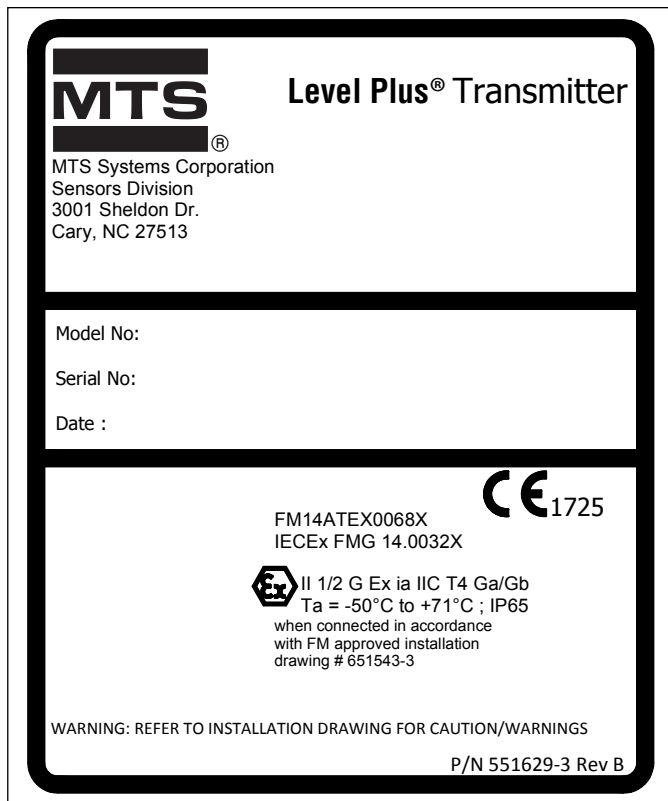 MTS
®
Level Plus® Transmitter
MTS Systems Corporation
Sensors Division
3001 Sheldon Dr.
Cary, NC 27513
Model No:
Serial No:
Date :
CE 1725
FM14ATEX0068X
IECEx FMG 14.0032X
Ex II 1/2 G Ex ia IIC T4 Ga/Gb
Ta = -50°C to +71°C ; IP65
when connected in accordance
with FM approved installation
drawing # 651543-3
WARNING: REFER TO INSTALLATION DRAWING FOR CAUTION/WARNINGS
P/N 551629-3 Rev B